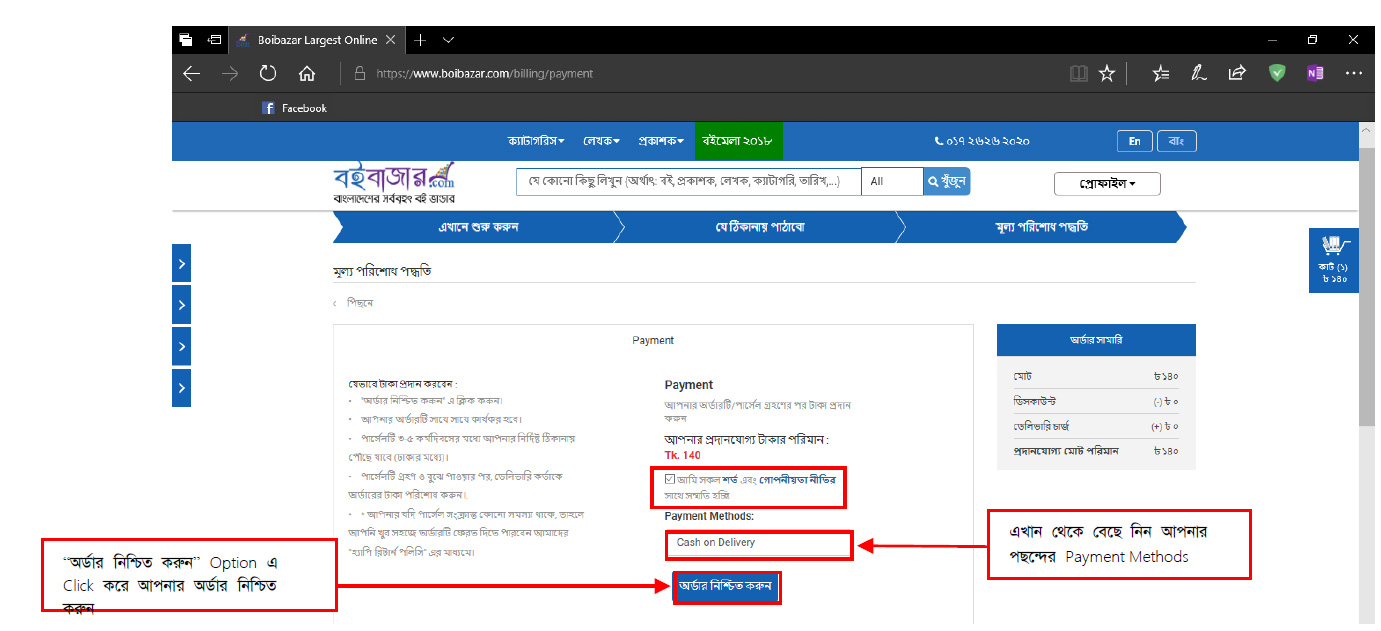 Boibazar Largest Online
https://www.boibazar.com/billing/payment
Facebook
ক্যাটাগরিস লেখক প্রকাশক বইমেলা ২০১৮ ০১৭ ২৬২৬ ২০২০ En বাং
বইবাজার.com যে কোনো কিছু লিখুন (অর্থাৎ: বই, প্রকাশক, লেখক, ক্যাটাগরি, তারিখ,...) All খুঁজুন প্রোফাইল
বাংলাদেশের সর্ববৃহৎ বই ভান্ডার
এখানে শুরু করুন যে ঠিকানায় পাঠাবো মূল্য পরিশোধ পদ্ধতি
কার্ট (১)
৳ ১৪০
মূল্য পরিশোধ পদ্ধতি
‹ পিছনে
Payment
যেভাবে টাকা প্রদান করবেন :
• "অর্ডার নিশ্চিত করুন" এ ক্লিক করুন।
• আপনার অর্ডারটি সাথে সাথে কার্যকর হবে।
• পার্সেলটি ৩-৫ কর্মদিবসের মধ্যে আপনার নির্দিষ্ট ঠিকানায়
পৌঁছে যাবে (ঢাকার মধ্যে)।
• পার্সেলটি গ্রহণ ও বুঝে পাওয়ার পর, ডেলিভারি কর্তাকে
অর্ডারের টাকা পরিশোধ করুন।
• * আপনার যদি পার্সেল সংক্রান্ত কোনো সমস্যা থাকে, তাহলে
আপনি খুব সহজে অর্ডারটি ফেরত দিতে পারবেন আমাদের
"হ্যাপি রিটার্ন পলিসি" এর মাধ্যমে।
Payment
আপনার অর্ডারটি/পার্সেল গ্রহণের পর টাকা প্রদান
করুন
আপনার প্রদানযোগ্য টাকার পরিমান :
Tk. 140
আমি সকল শর্ত এবং গোপনীয়তা নীতির
সাথে সম্মতি হচ্ছি
Payment Methods:
Cash on Delivery
অর্ডার নিশ্চিত করুন
অর্ডার সামারি
মোট ৳ ১৪০
ডিসকাউন্ট (-) ৳ ০
ডেলিভারি চার্জ (+) ৳ ০
প্রদানযোগ্য মোট পরিমান ৳ ১৪০
এখান থেকে বেছে নিন আপনার
পছন্দের Payment Methods
“অর্ডার নিশ্চিত করুন” Option এ
Click করে আপনার অর্ডার নিশ্চিত
করুন